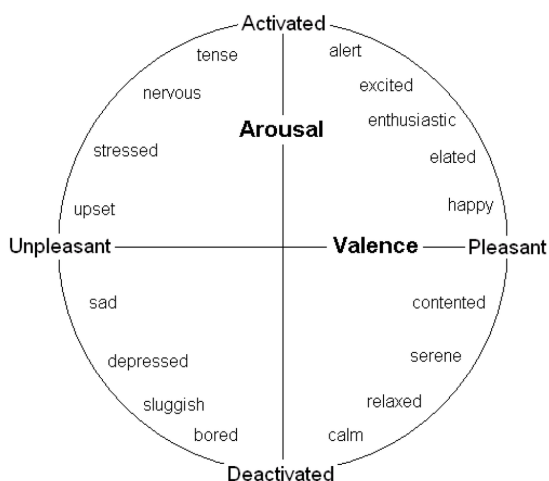 Activated
tense
alert
nervous
excited
enthusiastic
Arousal
stressed
elated
upset
happy
Unpleasant
Valence
Pleasant
sad
contented
depressed
serene
sluggish
relaxed
bored
calm
Deactivated